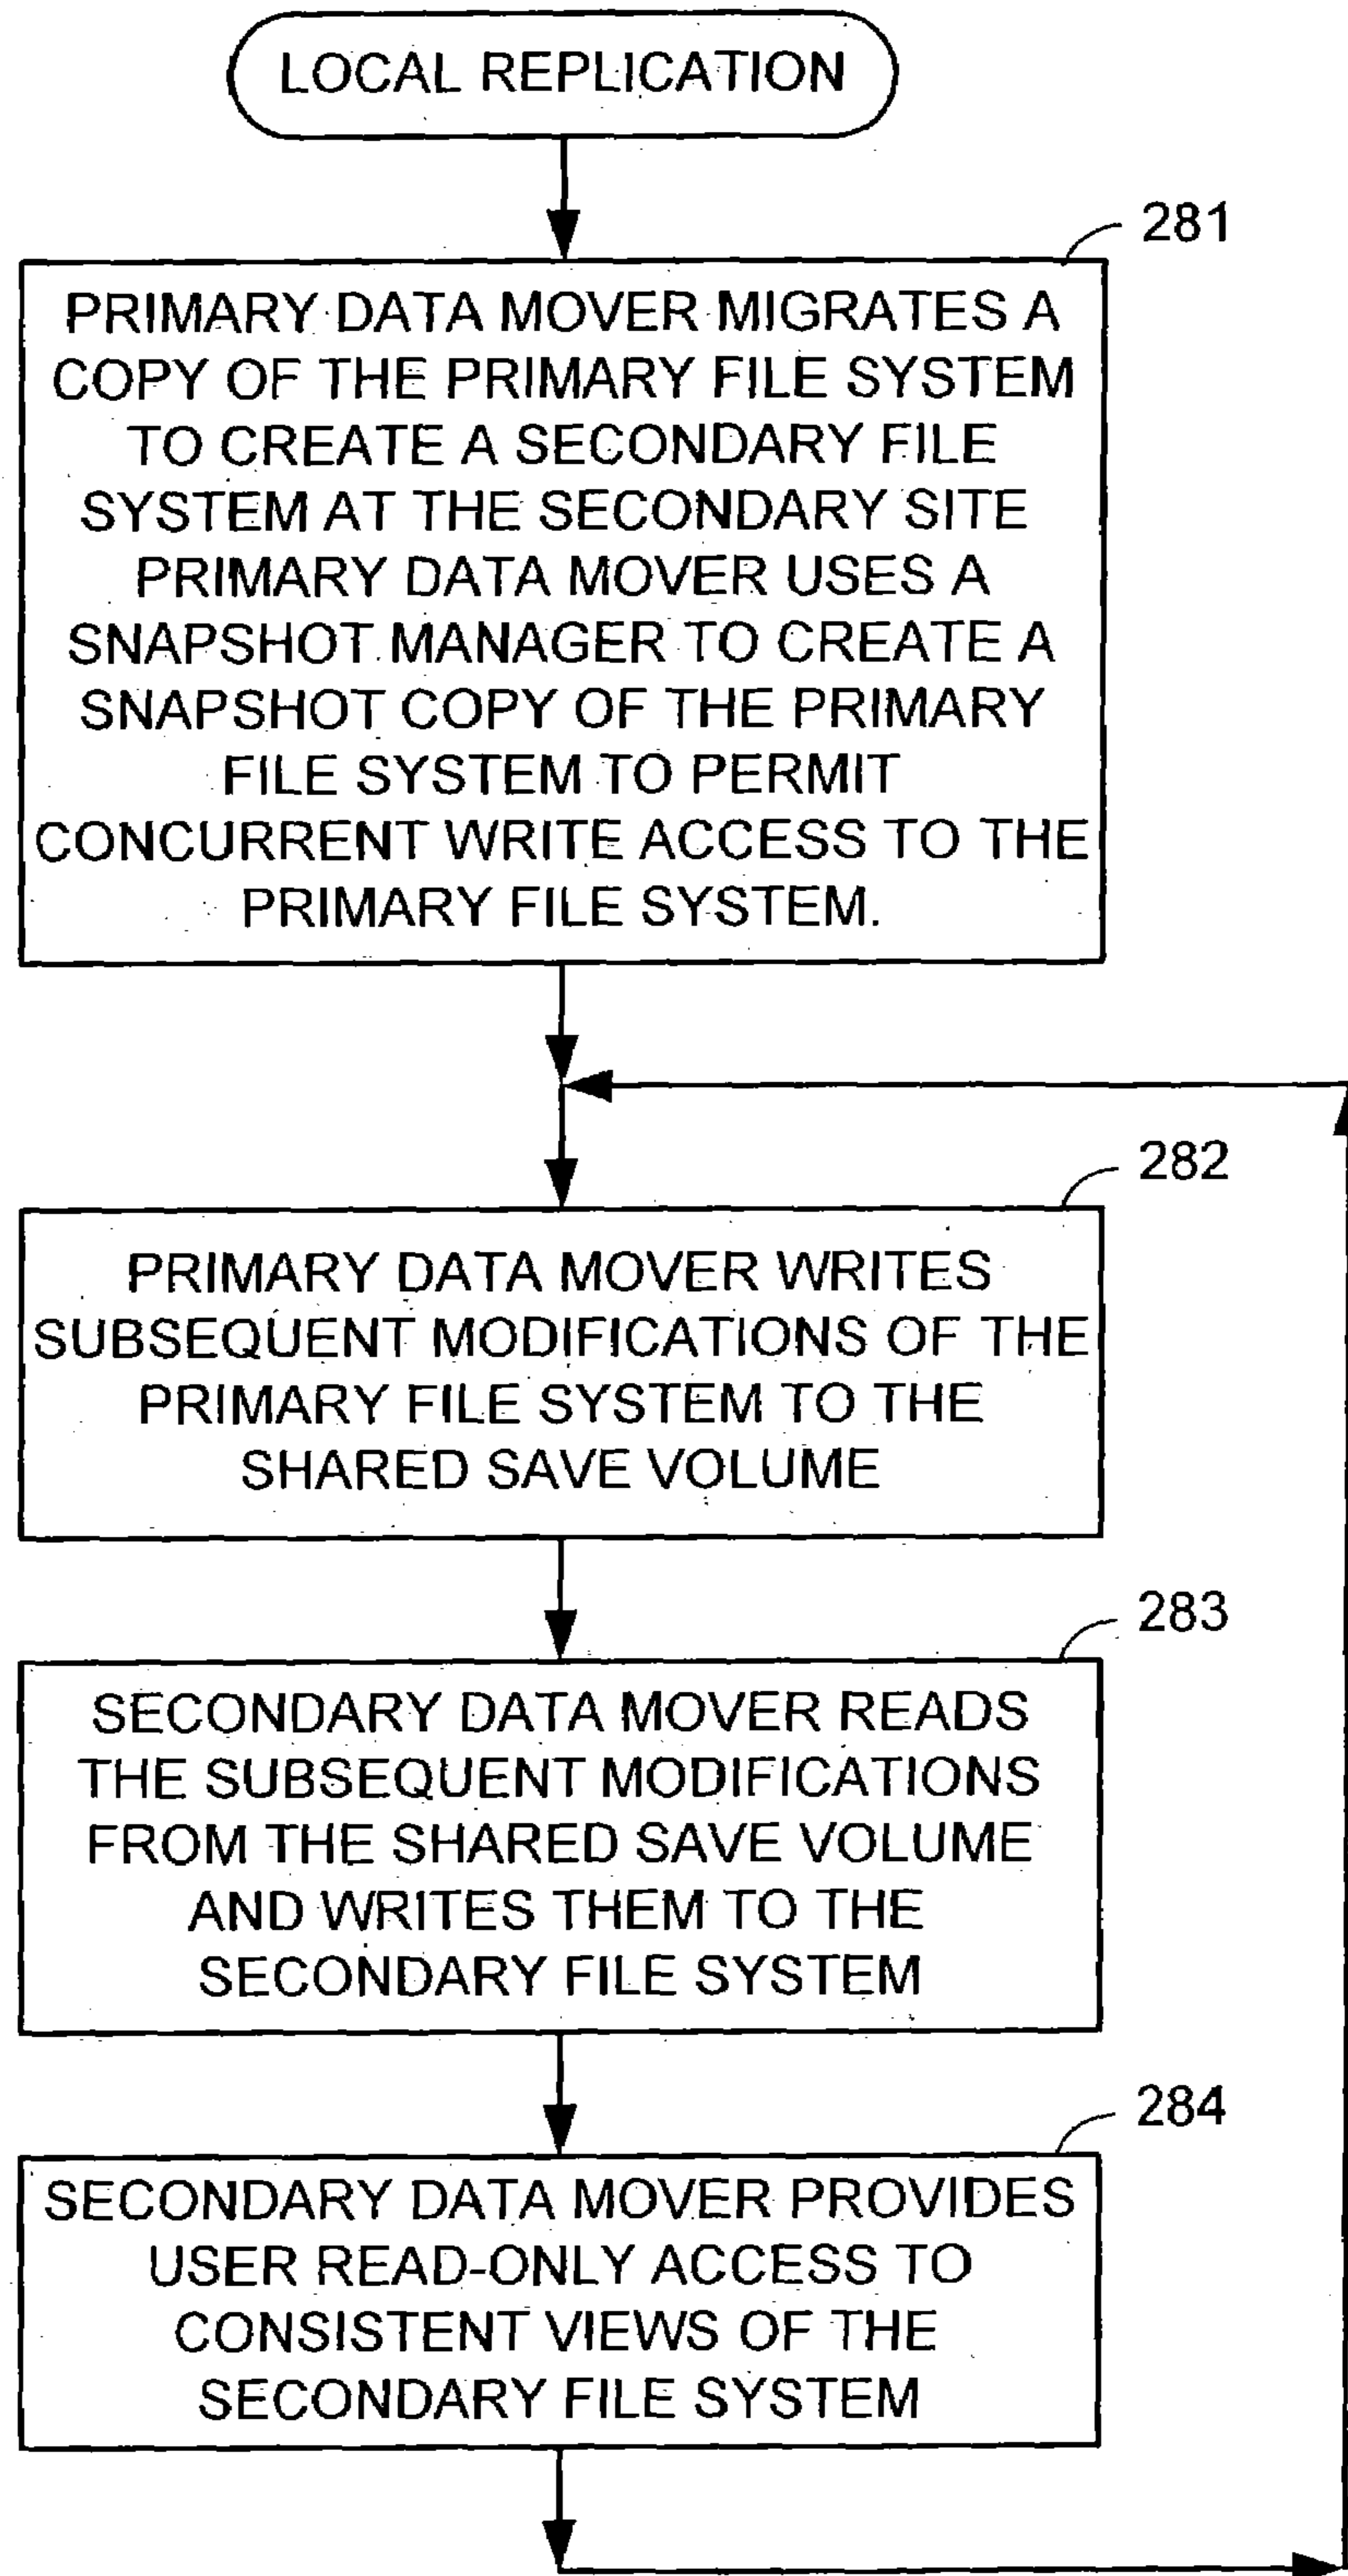 LOCAL REPLICATION
281
PRIMARY DATA MOVER MIGRATES A
COPY OF THE PRIMARY FILE SYSTEM
TO CREATE A SECONDARY FILE
SYSTEM AT THE SECONDARY SITE
PRIMARY DATA MOVER USES A
SNAPSHOT MANAGER TO CREATE A
SNAPSHOT COPY OF THE PRIMARY
FILE SYSTEM TO PERMIT
CONCURRENT WRITE ACCESS TO THE
PRIMARY FILE SYSTEM.
282
PRIMARY DATA MOVER WRITES
SUBSEQUENT MODIFICATIONS OF THE
PRIMARY FILE SYSTEM TO THE
SHARED SAVE VOLUME
283
SECONDARY DATA MOVER READS
THE SUBSEQUENT MODIFICATIONS
FROM THE SHARED SAVE VOLUME
AND WRITES THEM TO THE
SECONDARY FILE SYSTEM
284
SECONDARY DATA MOVER PROVIDES
USER READ-ONLY ACCESS TO
CONSISTENT VIEWS OF THE
SECONDARY FILE SYSTEM